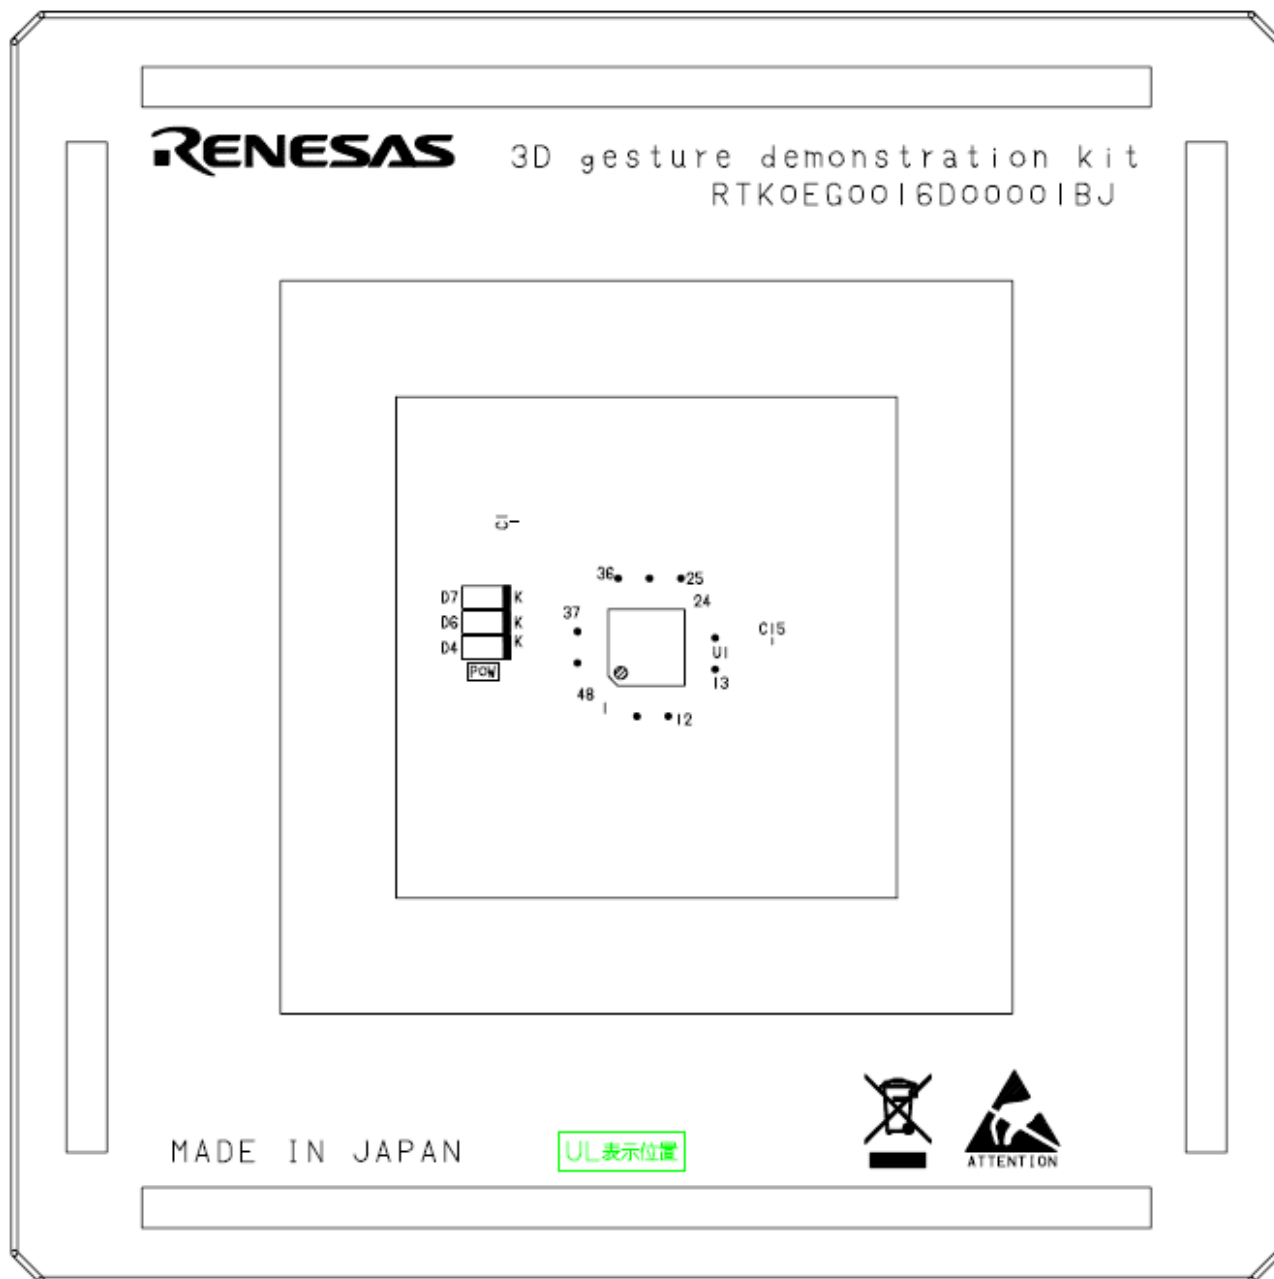 RENESAS
3D gesture demonstration kit
RTK0EG0016D00001BJ
C1
36
25
24
37
D7
K
D6
K
D4
K
POW
C15
U1
13
48
1
12
MADE IN JAPAN
UL表示位置
ATTENTION